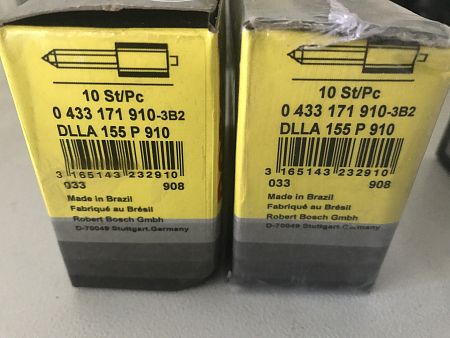 10 St/Pc
0 433 171 910-3B2
DLLA 155 P 910
3 165143 232910
033 908
Made in Brazil
Fabriqué au Brésil
Robert Bosch Gmbh
D-70049 Stuttgart.Germany
10 St/Pc
0 433 171 910-3B2
DLLA 155 P 910
3 165143 232910
033 908
Made in Brazil
Fabriqué au Brésil
Robert Bosch Gmbh
D-70049 Stuttgart.Germany